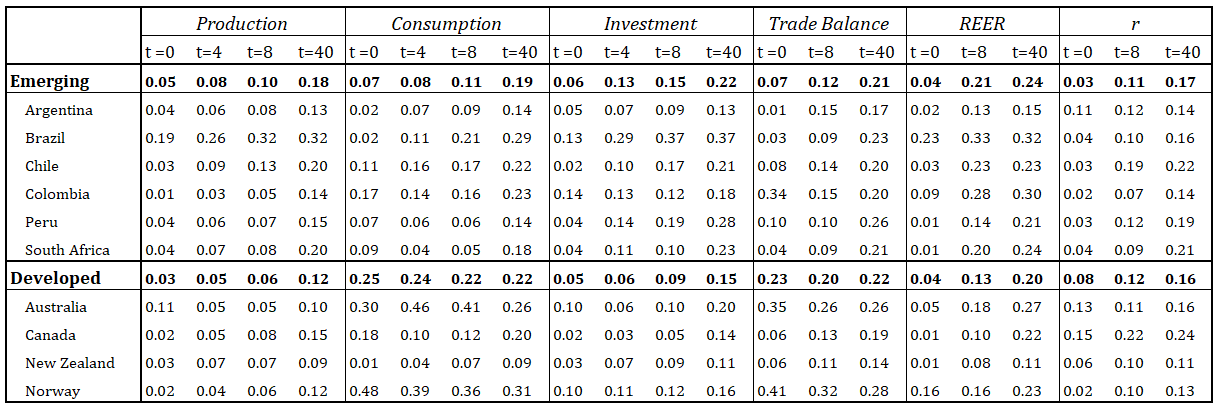 Production Consumption Investment Trade Balance REER r
t =0 t=4 t=8 t=40 t =0 t=4 t=8 t=40 t =0 t=4 t=8 t=40 t =0 t=8 t=40 t =0 t=8 t=40 t =0 t=8 t=40
Emerging 0.05 0.08 0.10 0.18 0.07 0.08 0.11 0.19 0.06 0.13 0.15 0.22 0.07 0.12 0.21 0.04 0.21 0.24 0.03 0.11 0.17
Argentina 0.04 0.06 0.08 0.13 0.02 0.07 0.09 0.14 0.05 0.07 0.09 0.13 0.01 0.15 0.17 0.02 0.13 0.15 0.11 0.12 0.14
Brazil 0.19 0.26 0.32 0.32 0.02 0.11 0.21 0.29 0.13 0.29 0.37 0.37 0.03 0.09 0.23 0.23 0.33 0.32 0.04 0.10 0.16
Chile 0.03 0.09 0.13 0.20 0.11 0.16 0.17 0.22 0.02 0.10 0.17 0.21 0.08 0.14 0.20 0.03 0.23 0.23 0.03 0.19 0.22
Colombia 0.01 0.03 0.05 0.14 0.17 0.14 0.16 0.23 0.14 0.13 0.12 0.18 0.34 0.15 0.20 0.09 0.28 0.30 0.02 0.07 0.14
Peru 0.04 0.06 0.07 0.15 0.07 0.06 0.06 0.14 0.04 0.14 0.19 0.28 0.10 0.10 0.26 0.01 0.14 0.21 0.03 0.12 0.19
South Africa 0.04 0.07 0.08 0.20 0.09 0.04 0.05 0.18 0.04 0.11 0.10 0.23 0.04 0.09 0.21 0.01 0.20 0.24 0.04 0.09 0.21
Developed 0.03 0.05 0.06 0.12 0.25 0.24 0.22 0.22 0.05 0.06 0.09 0.15 0.23 0.20 0.22 0.04 0.13 0.20 0.08 0.12 0.16
Australia 0.11 0.05 0.05 0.10 0.30 0.46 0.41 0.26 0.10 0.06 0.10 0.20 0.35 0.26 0.26 0.05 0.18 0.27 0.13 0.11 0.16
Canada 0.02 0.05 0.08 0.15 0.18 0.10 0.12 0.20 0.02 0.03 0.05 0.14 0.06 0.13 0.19 0.01 0.10 0.22 0.15 0.22 0.24
New Zealand 0.03 0.07 0.07 0.09 0.01 0.04 0.07 0.09 0.03 0.07 0.09 0.11 0.06 0.11 0.14 0.01 0.08 0.11 0.06 0.10 0.11
Norway 0.02 0.04 0.06 0.12 0.48 0.39 0.36 0.31 0.10 0.11 0.12 0.16 0.41 0.32 0.28 0.16 0.16 0.23 0.02 0.10 0.13